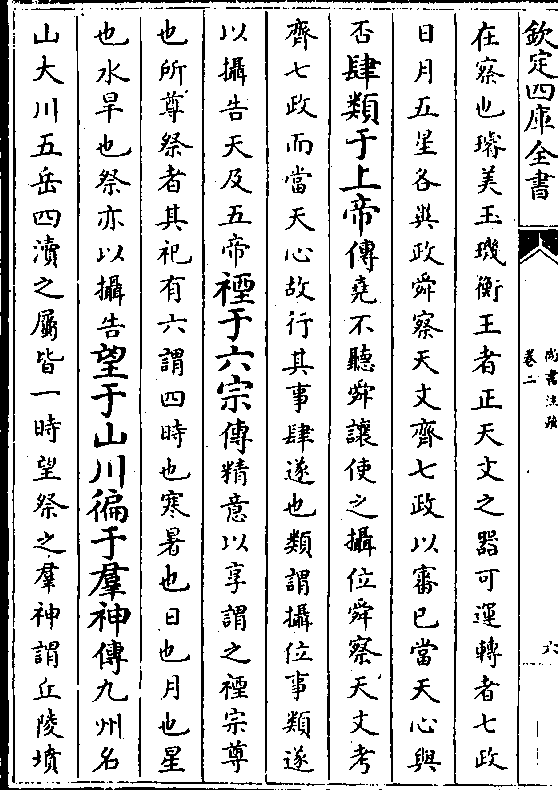 欽定四庫全書
尚書注疏
卷二
六
在察也璿美玉璣衡王者正天文之器可運轉者七政
日月五星各異政舜察天文齊七政以審己當天心與
否肆類于上帝傳堯不聽舜讓使之攝位舜察天文考
齊七政而當天心故行其事肆遂也類謂攝位事類遂
以攝告天及五帝禋于六宗傳精意以享謂之禋宗尊
也所尊祭者其祀有六謂四時也寒暑也日也月也星
也水旱也祭亦以攝告望于山川徧于羣神傳九州名
山大川五岳四瀆之屬皆一時望祭之羣神謂丘陵墳